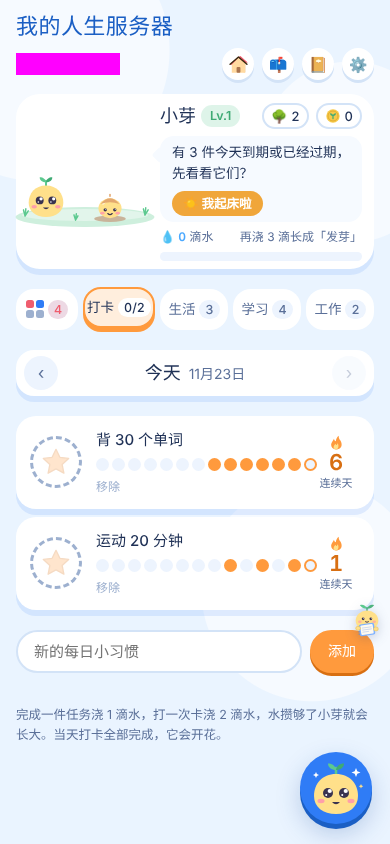 我的人生服务器
小芽 Lv.1 2 0
有 3 件今天到期或已经过期，
先看看它们?
我起床啦
0 滴水 再浇 3 滴长成「发芽」
4 打卡 0/2 生活 3 学习 4 工作 2
‹ 今天 11月23日 ›
背 30 个单词
6
连续天
移除
运动 20 分钟
1
连续天
移除
新的每日小习惯 添加
完成一件任务浇 1 滴水，打一次卡浇 2 滴水，水攒够了小芽就会
长大。当天打卡全部完成，它会开花。